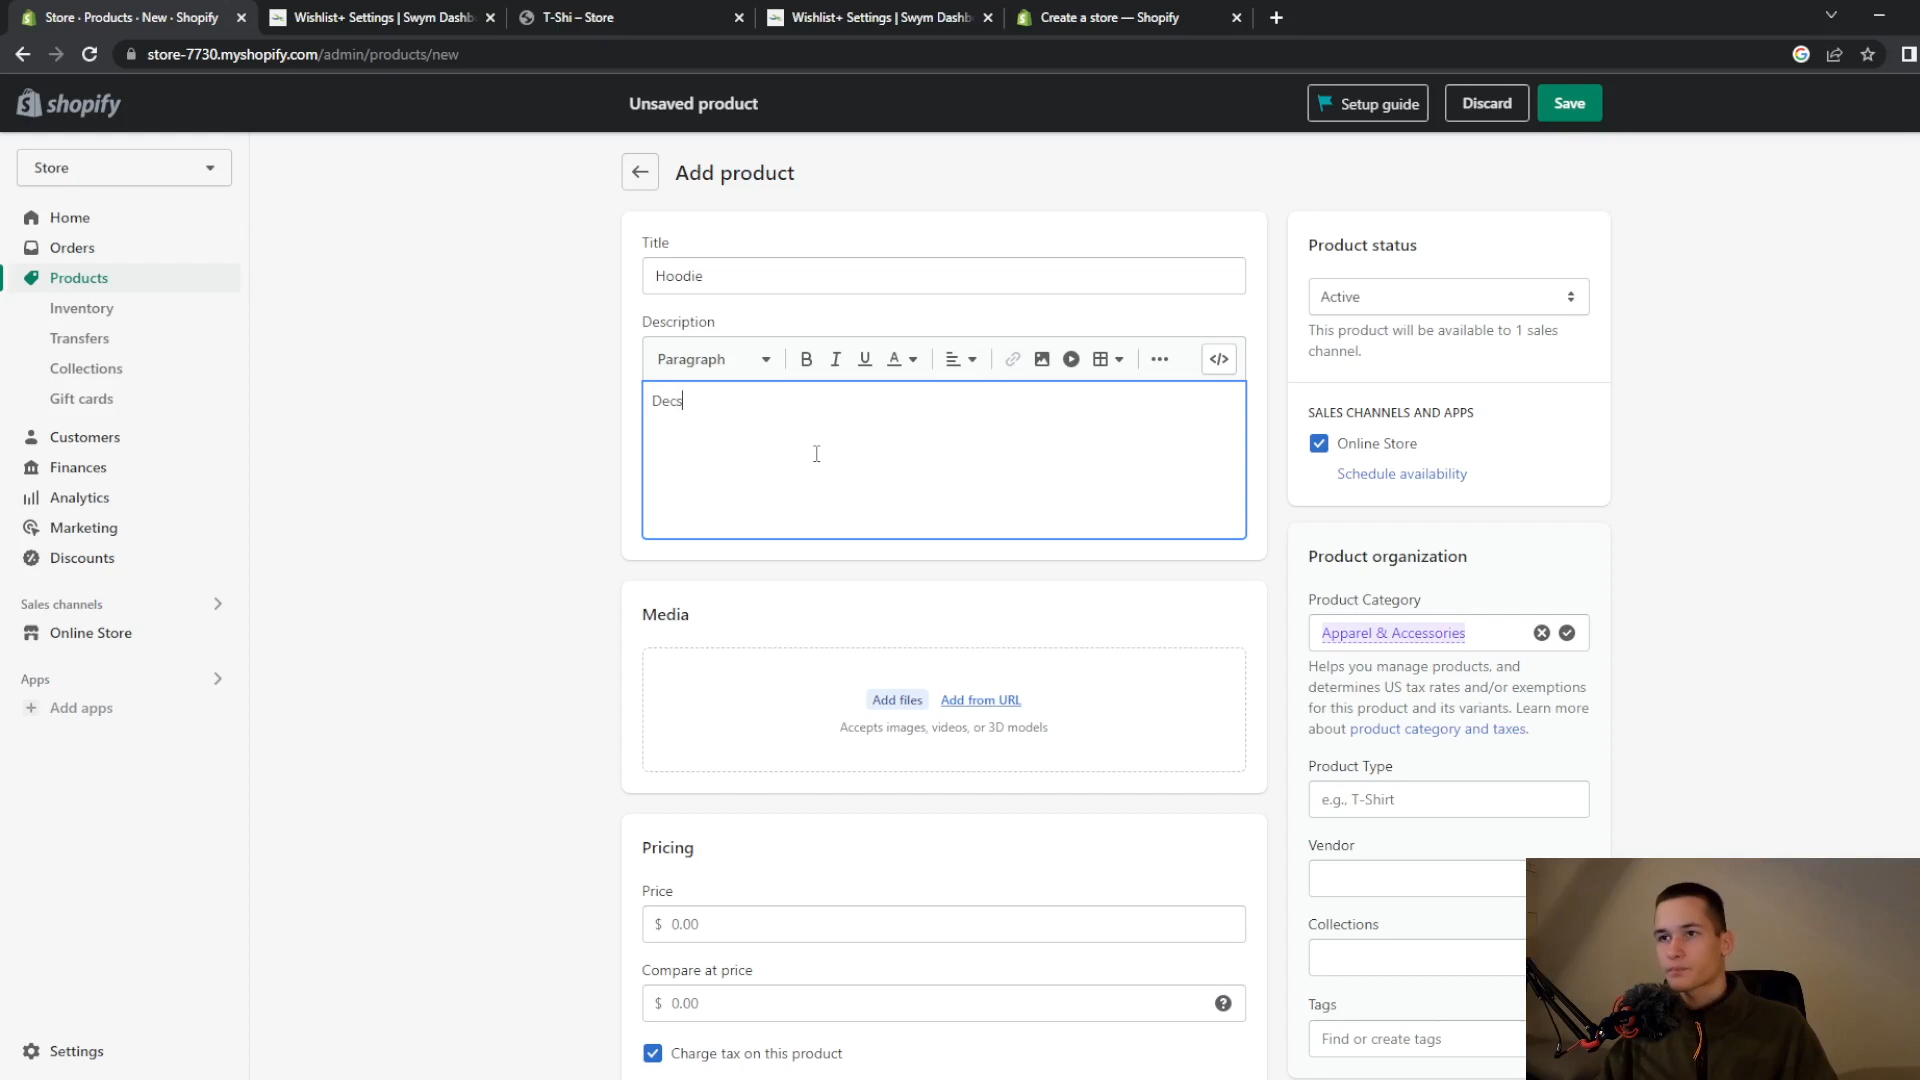 Store · Products · New · Shopify
Wishlist+ Settings | Swym Dashb
T-Shi – Store
Wishlist+ Settings | Swym Dashb
Create a store — Shopify
store-7730.myshopify.com/admin/products/new
shopify
Unsaved product
Setup guide
Discard
Save
Store
Home
Orders
Products
Inventory
Transfers
Collections
Gift cards
Customers
Finances
Analytics
Marketing
Discounts
Sales channels
Online Store
Apps
Add apps
Settings
Add product
Title
Hoodie
Description
Paragraph
B I U A
</>
Decs
Media
Add files Add from URL
Accepts images, videos, or 3D models
Pricing
Price
$ 0.00
Compare at price
$ 0.00
Charge tax on this product
Product status
Active
This product will be available to 1 sales
channel.
SALES CHANNELS AND APPS
Online Store
Schedule availability
Product organization
Product Category
Apparel & Accessories
Helps you manage products, and
determines US tax rates and/or exemptions
for this product and its variants. Learn more
about product category and taxes.
Product Type
e.g., T-Shirt
Vendor
Collections
Tags
Find or create tags